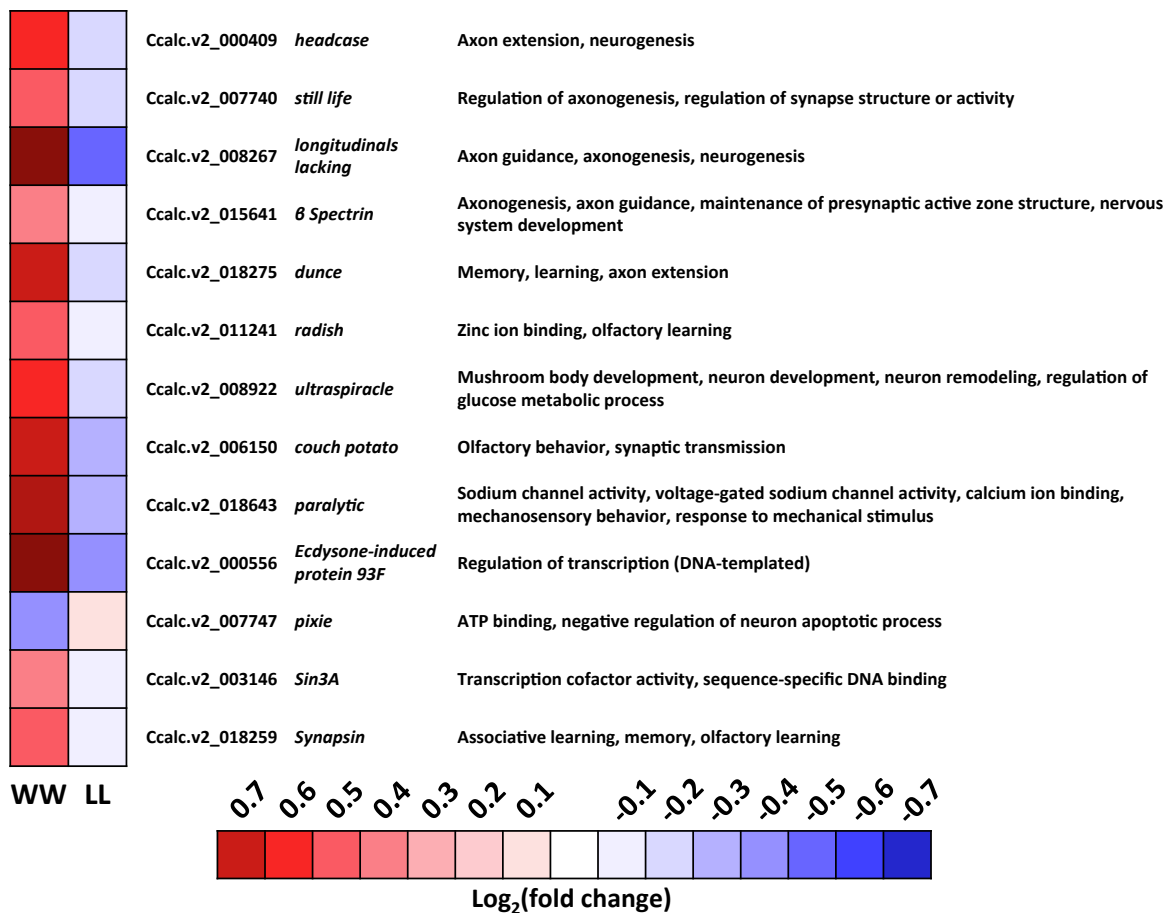 Ccalc.v2_000409 headcase Axon extension, neurogenesis
Ccalc.v2_007740 still life Regulation of axonogenesis, regulation of synapse structure or activity
Ccalc.v2_008267 longitudinals lacking Axon guidance, axonogenesis, neurogenesis
Ccalc.v2_015641 β Spectrin Axonogenesis, axon guidance, maintenance of presynaptic active zone structure, nervous
system development
Ccalc.v2_018275 dunce Memory, learning, axon extension
Ccalc.v2_011241 radish Zinc ion binding, olfactory learning
Ccalc.v2_008922 ultraspiracle Mushroom body development, neuron development, neuron remodeling, regulation of
glucose metabolic process
Ccalc.v2_006150 couch potato Olfactory behavior, synaptic transmission
Ccalc.v2_018643 paralytic Sodium channel activity, voltage-gated sodium channel activity, calcium ion binding,
mechanosensory behavior, response to mechanical stimulus
Ccalc.v2_000556 Ecdysone-induced protein 93F Regulation of transcription (DNA-templated)
Ccalc.v2_007747 pixie ATP binding, negative regulation of neuron apoptotic process
Ccalc.v2_003146 Sin3A Transcription cofactor activity, sequence-specific DNA binding
Ccalc.v2_018259 Synapsin Associative learning, memory, olfactory learning
WW LL
0.7 0.6 0.5 0.4 0.3 0.2 0.1 -0.1 -0.2 -0.3 -0.4 -0.5 -0.6 -0.7
Log₂(fold change)